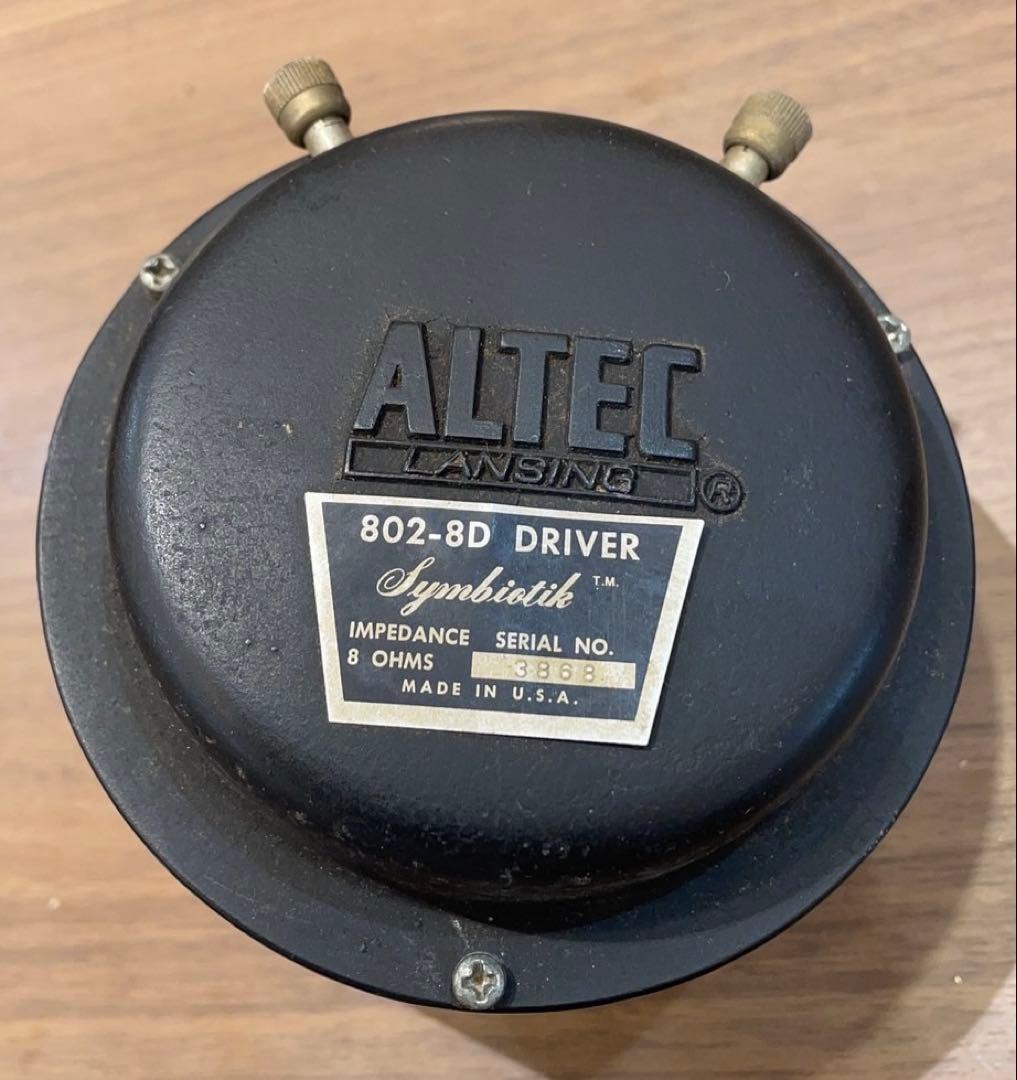 ALTEC
LANSING ®
802-8D DRIVER
Symbiotik T.M.
IMPEDANCE SERIAL NO.
8 OHMS 3868
MADE IN U.S.A.